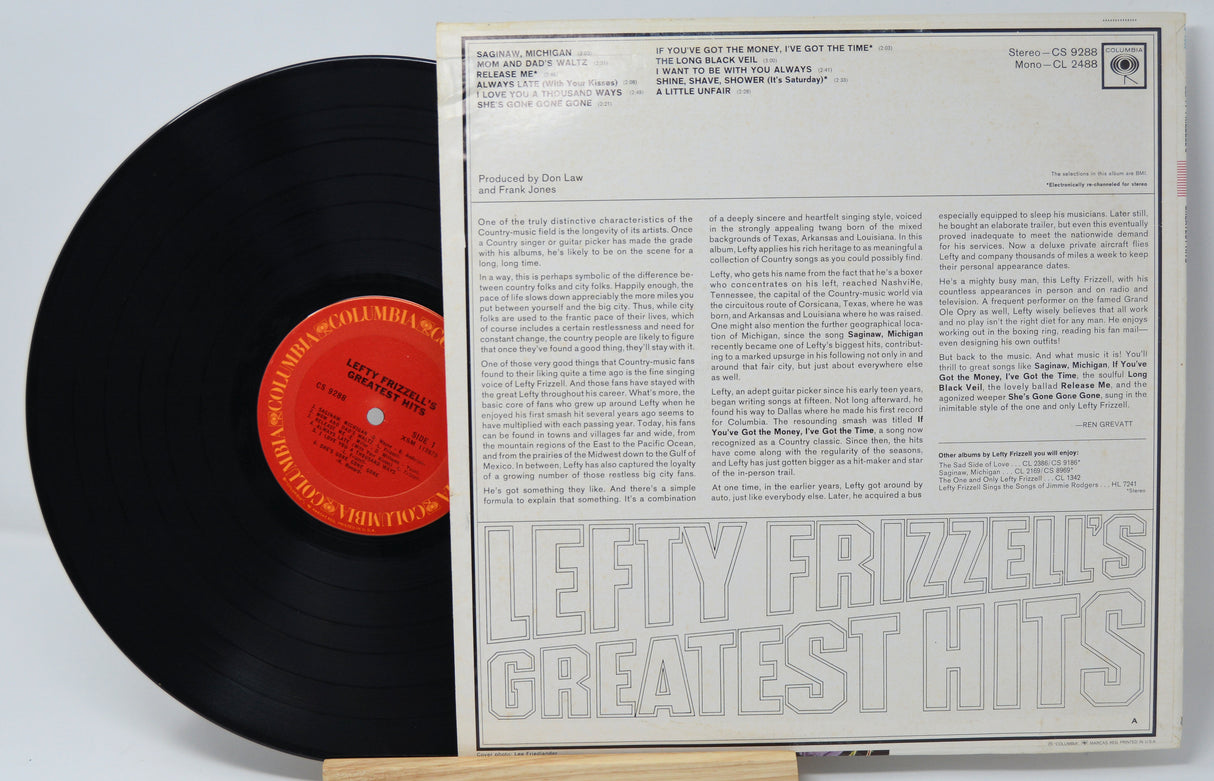 SAGINAW, MICHIGAN
MOM AND DAD'S WALTZ
RELEASE ME*
ALWAYS LATE (With Your Kisses) (2:08)
I LOVE YOU A THOUSAND WAYS (2:48)
SHE'S GONE GONE GONE (2:21)
IF YOU'VE GOT THE MONEY, I'VE GOT THE TIME* (2:03)
THE LONG BLACK VEIL (3:00)
I WANT TO BE WITH YOU ALWAYS (2:41)
SHINE, SHAVE, SHOWER (It's Saturday)* (2:33)
A LITTLE UNFAIR (2:26)
Stereo—CS 9288
Mono—CL 2488
COLUMBIA
Produced by Don Law
and Frank Jones
The selections in this album are BMI.
*Electronically re-channeled for stereo
One of the truly distinctive characteristics of the
Country-music field is the longevity of its artists. Once
a Country singer or guitar picker has made the grade
with his albums, he's likely to be on the scene for a
long, long time.
In a way, this is perhaps symbolic of the difference be-
tween country folks and city folks. Happily enough, the
pace of life slows down appreciably the more miles you
put between yourself and the big city. Thus, while city
folks are used to the frantic pace of their lives, which
of course includes a certain restlessness and need for
constant change, the country people are likely to figure
that once they've found a good thing, they'll stay with it.
One of those very good things that Country-music fans
found to their liking quite a time ago is the fine singing
voice of Lefty Frizzell. And those fans have stayed with
the great Lefty throughout his career. What's more, the
basic core of fans who grew up around Lefty when he
enjoyed his first smash hit several years ago seems to
have multiplied with each passing year. Today, his fans
can be found in towns and villages far and wide, from
the mountain regions of the East to the Pacific Ocean,
and from the prairies of the Midwest down to the Gulf of
Mexico. In between, Lefty has also captured the loyalty
of a growing number of those restless big city fans.
He's got something they like. And there's a simple
formula to explain that something. It's a combination
of a deeply sincere and heartfelt singing style, voiced
in the strongly appealing twang born of the mixed
backgrounds of Texas, Arkansas and Louisiana. In this
album, Lefty applies his rich heritage to as meaningful a
collection of Country songs as you could possibly find.
Lefty, who gets his name from the fact that he's a boxer
who concentrates on his left, reached Nashville,
Tennessee, the capital of the Country-music world via
the circuitous route of Corsicana, Texas, where he was
born, and Arkansas and Louisiana where he was raised.
One might also mention the further geographical loca-
tion of Michigan, since the song Saginaw, Michigan
recently became one of Lefty's biggest hits, contribut-
ing to a marked upsurge in his following not only in and
around that fair city, but just about everywhere else
as well.
Lefty, an adept guitar picker since his early teen years,
began writing songs at fifteen. Not long afterward, he
found his way to Dallas where he made his first record
for Columbia. The resounding smash was titled If
You've Got the Money, I've Got the Time, a song now
recognized as a Country classic. Since then, the hits
have come along with the regularity of the seasons,
and Lefty has just gotten bigger as a hit-maker and star
of the in-person trail.
At one time, in the earlier years, Lefty got around by
auto, just like everybody else. Later, he acquired a bus
especially equipped to sleep his musicians. Later still,
he bought an elaborate trailer, but even this eventually
proved inadequate to meet the nationwide demand
for his services. Now a deluxe private aircraft flies
Lefty and company thousands of miles a week to keep
their personal appearance dates.
He's a mighty busy man, this Lefty Frizzell, with his
countless appearances in person and on radio and
television. A frequent performer on the famed Grand
Ole Opry as well, Lefty wisely believes that all work
and no play isn't the right diet for any man. He enjoys
working out in the boxing ring, reading his fan mail—
even designing his own outfits!
But back to the music. And what music it is! You'll
thrill to great songs like Saginaw, Michigan, If You've
Got the Money, I've Got the Time, the soulful Long
Black Veil, the lovely ballad Release Me, and the
agonized weeper She's Gone Gone Gone, sung in the
inimitable style of the one and only Lefty Frizzell.
—REN GREVATT
Other albums by Lefty Frizzell you will enjoy:
The Sad Side of Love . . . CL 2386/CS 9186*
Saginaw, Michigan . . . CL 2169/CS 8969*
The One and Only Lefty Frizzell . . . CL 1342
Lefty Frizzell Sings the Songs of Jimmie Rodgers . . . HL 7241
*Stereo
LEFTY FRIZZELL'S
GREATEST HITS
A
Cover photo: Lee Friedlander
® "COLUMBIA," MARCAS REG. PRINTED IN U.S.A.
COLUMBIA COLUMBIA COLUMBIA COLUMBIA
LEFTY FRIZZELL'S
GREATEST HITS
CS 9288
SIDE 1